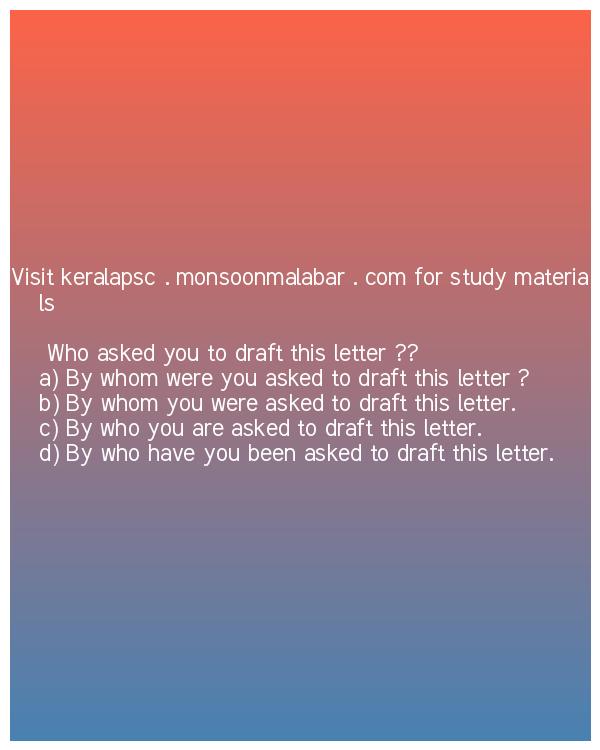 Visit keralapsc . monsoonmalabar . com for study materia
ls
Who asked you to draft this letter ??
a) By whom were you asked to draft this letter ?
b) By whom you were asked to draft this letter.
c) By who you are asked to draft this letter.
d) By who have you been asked to draft this letter.